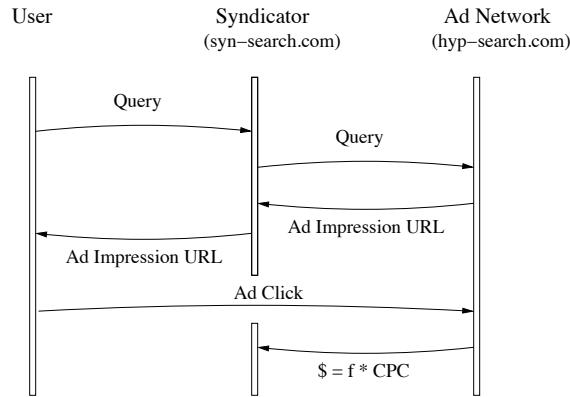 User
Syndicator
Ad Network
(syn−search.com)
(hyp−search.com)
Query
Query
Ad Impression URL
Ad Impression URL
Ad Click
$ = f * CPC